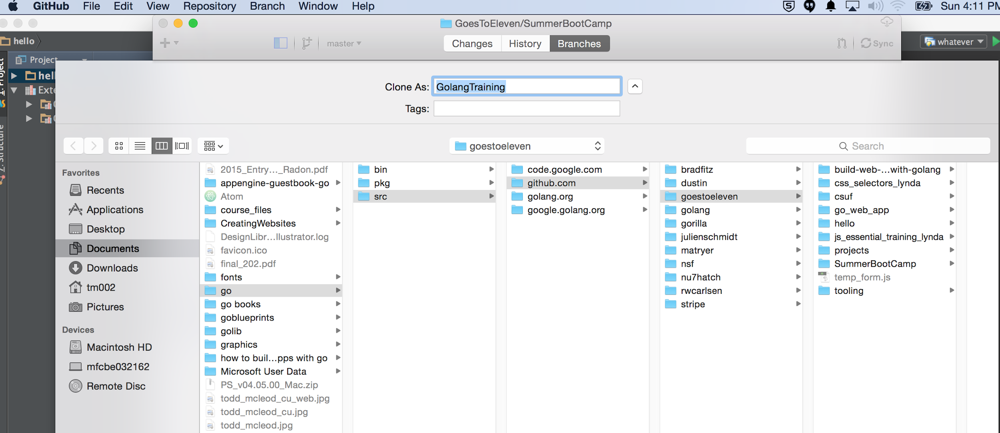 GitHub File Edit View Repository Branch Window Help Sun 4:11 PM
GoesToEleven/SummerBootCamp
hello
master
Changes History Branches
Sync
whatever
Project
1: Project
Clone As: GolangTraining
Tags:
Z: Structure
goestoeleven
Search
Favorites
Recents
Applications
Desktop
Documents
Downloads
tm002
Pictures
Devices
Macintosh HD
mfcbe032162
Remote Disc
2015_Entry..._Radon.pdf
appengine-guestbook-go
Atom
course_files
CreatingWebsites
DesignLibr...llustrator.log
favicon.ico
final_202.pdf
fonts
go
go books
goblueprints
golib
graphics
how to buil...pps with go
Microsoft User Data
PS_v04.05.00_Mac.zip
todd_mcleod_cu_web.jpg
todd_mcleod_cu.jpg
todd_mcleod.jpg
bin
pkg
src
code.google.com
github.com
golang.org
google.golang.org
bradfitz
dustin
goestoeleven
golang
gorilla
julienschmidt
matryer
nsf
nu7hatch
rwcarlsen
stripe
build-web-...with-golang
css_selectors_lynda
csuf
go_web_app
hello
js_essential_training_lynda
projects
SummerBootCamp
temp_form.js
tooling